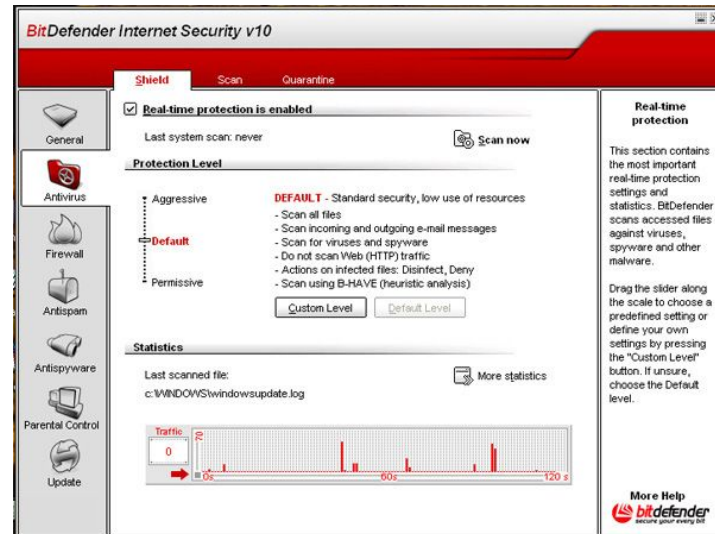 BitDefender Internet Security v10
Shield
Scan
Quarantine
General
Antivirus
Firewall
Antispam
Antispyware
Parental Control
Update
Real-time protection is enabled
Last system scan: never
Scan now
Protection Level
Aggressive
Default
Permissive
DEFAULT - Standard security, low use of resources
- Scan all files
- Scan incoming and outgoing e-mail messages
- Scan for viruses and spyware
- Do not scan Web (HTTP) traffic
- Actions on infected files: Disinfect, Deny
- Scan using B-HAVE (heuristic analysis)
Custom Level
Default Level
Statistics
Last scanned file:
More statistics
c:\WINDOWS\windowsupdate.log
Traffic
0
70
0s
60s
120 s
Real-time
protection
This section contains
the most important
real-time protection
settings and
statistics. BitDefender
scans accessed files
against viruses,
spyware and other
malware.
Drag the slider along
the scale to choose a
predefined setting or
define your own
settings by pressing
the "Custom Level"
button. If unsure,
choose the Default
level.
More Help
bitdefender
secure your every bit